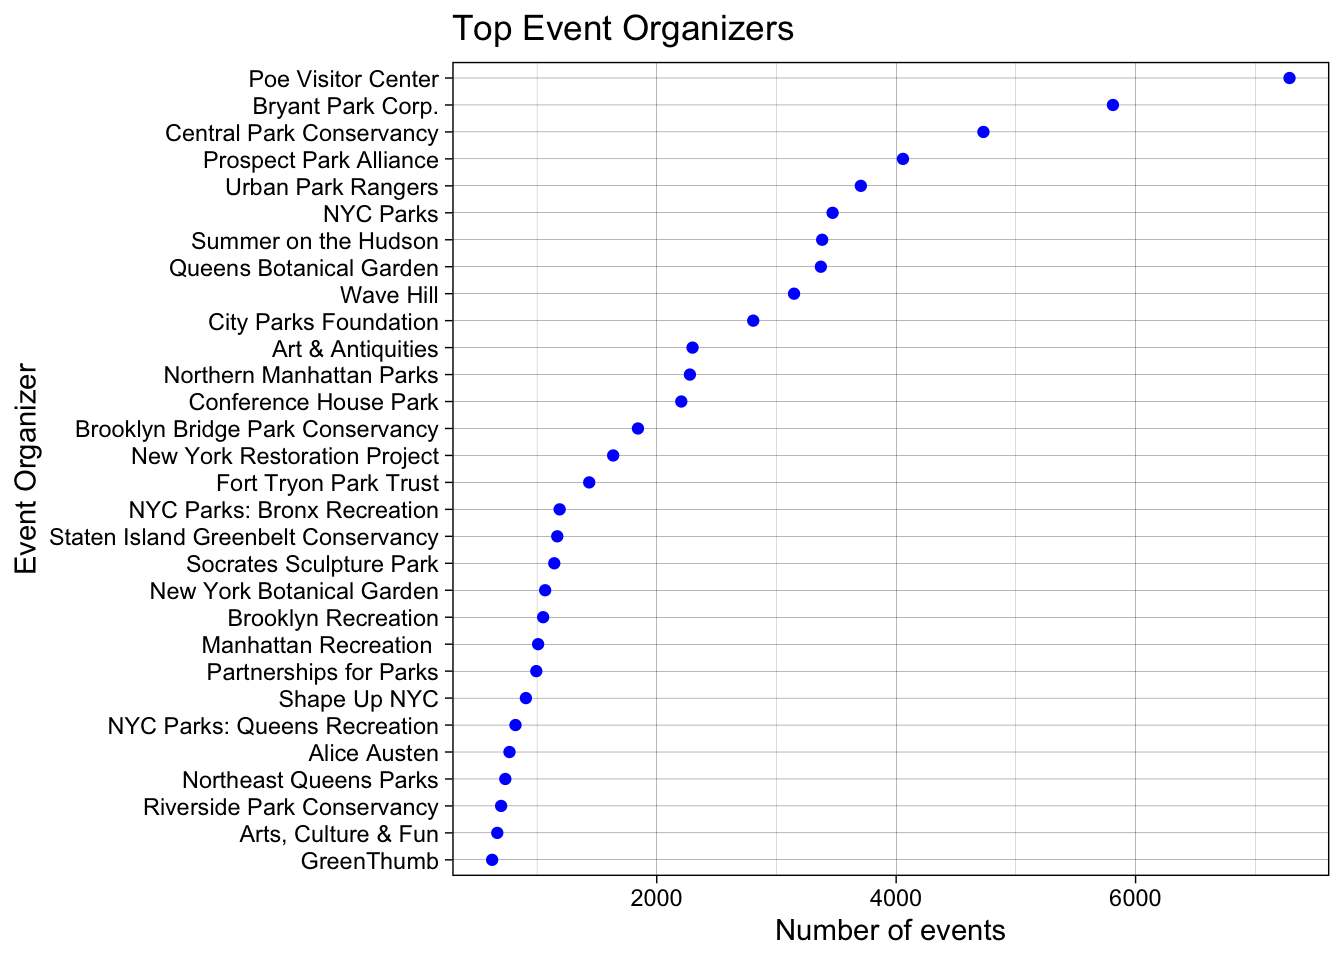 Top Event Organizers
Poe Visitor Center
Bryant Park Corp.
Central Park Conservancy
Prospect Park Alliance
Urban Park Rangers
NYC Parks
Summer on the Hudson
Queens Botanical Garden
Wave Hill
City Parks Foundation
Art & Antiquities
Northern Manhattan Parks
Conference House Park
Brooklyn Bridge Park Conservancy
New York Restoration Project
Fort Tryon Park Trust
NYC Parks: Bronx Recreation
Staten Island Greenbelt Conservancy
Socrates Sculpture Park
New York Botanical Garden
Brooklyn Recreation
Manhattan Recreation
Partnerships for Parks
Shape Up NYC
NYC Parks: Queens Recreation
Alice Austen
Northeast Queens Parks
Riverside Park Conservancy
Arts, Culture & Fun
GreenThumb
Event Organizer
2000 4000 6000
Number of events